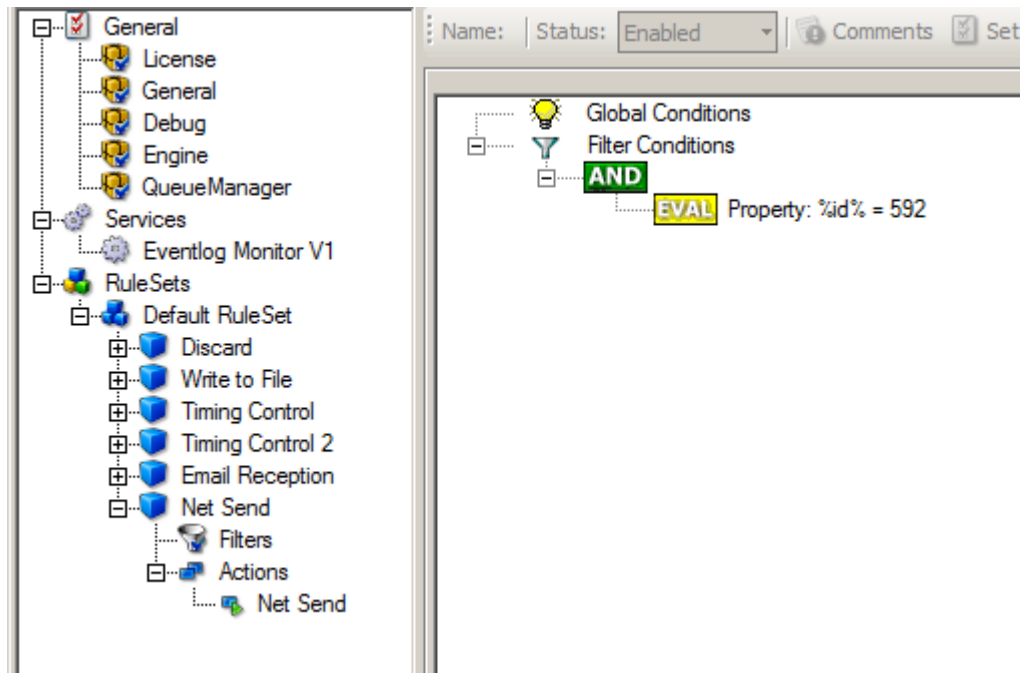 General
License
General
Debug
Engine
QueueManager
Services
Eventlog Monitor V1
RuleSets
Default RuleSet
Discard
Write to File
Timing Control
Timing Control 2
Email Reception
Net Send
Filters
Actions
Net Send
Name: Status: Enabled Comments Set
Global Conditions
Filter Conditions
AND
EVAL Property: %id% = 592